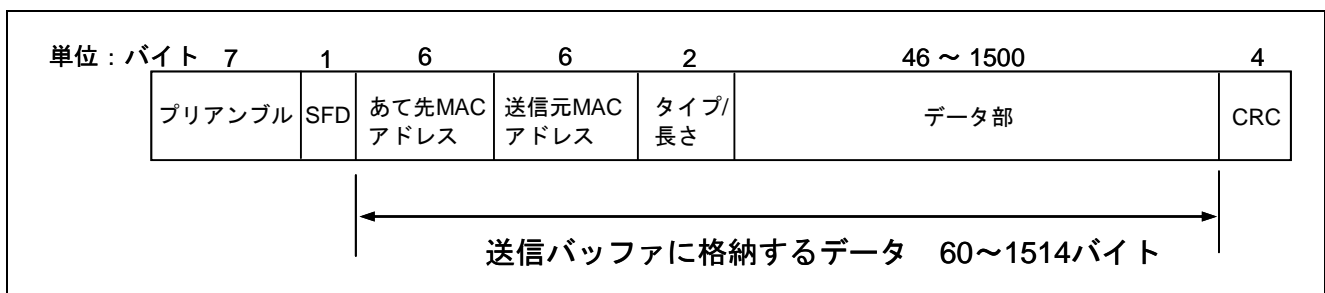 単位：バイト 7 1 6 6 2 46 ～ 1500 4
プリアンブル SFD あて先MAC 送信元MAC タイプ/ データ部 CRC
アドレス アドレス 長さ
送信バッファに格納するデータ 60～1514バイト